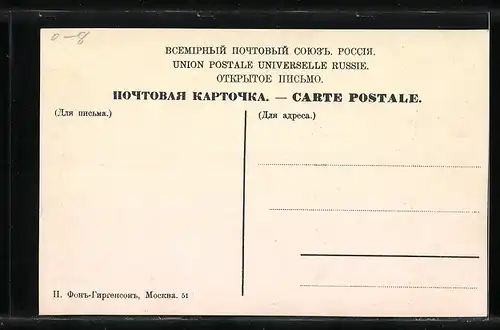 о-8
ВСЕМІРНЫЙ ПОЧТОВЫЙ СОЮЗЪ. РОССІЯ.
UNION POSTALE UNIVERSELLE RUSSIE.
ОТКРЫТОЕ ПИСЬМО.
ПОЧТОВАЯ КАРТОЧКА. — CARTE POSTALE.
(Для письма.)
(Для адреса.)
П. Фонъ-Гиргенсонъ, Москва. 51